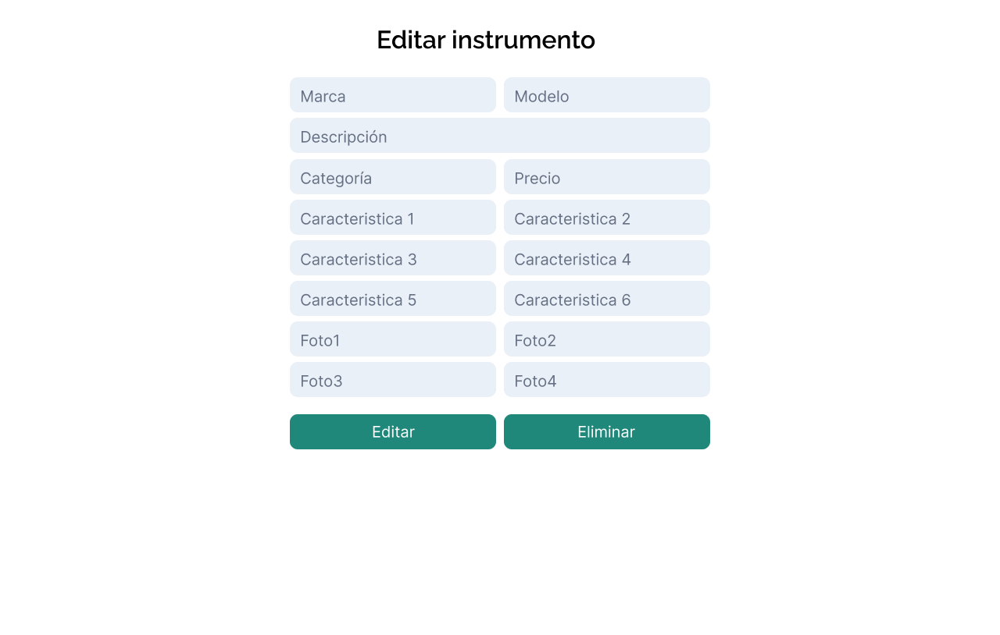 Editar instrumento
Marca
Modelo
Descripción
Categoría
Precio
Caracteristica 1
Caracteristica 2
Caracteristica 3
Caracteristica 4
Caracteristica 5
Caracteristica 6
Foto1
Foto2
Foto3
Foto4
Editar
Eliminar